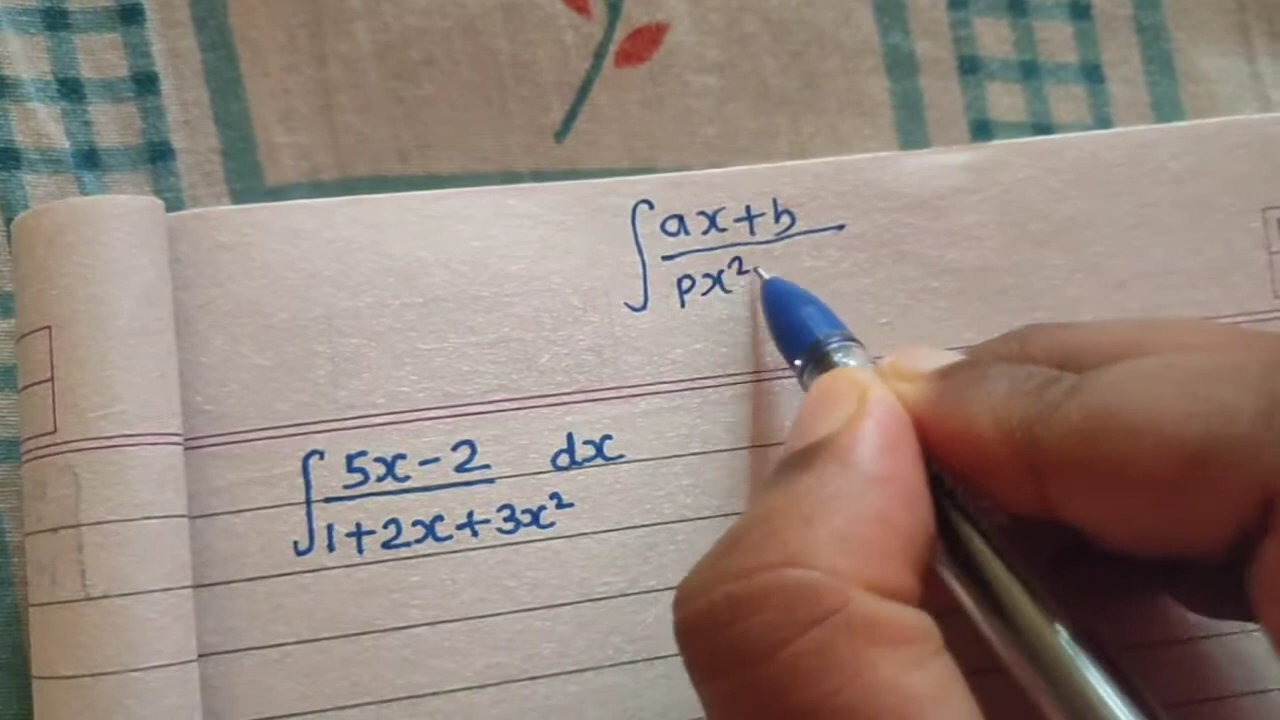 ∫ ax+b / px²
∫ 5x-2 / 1+2x+3x² dx